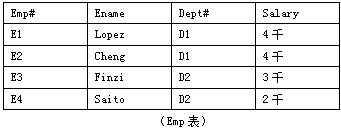 Emp# Ename Dept# Salary
E1 Lopez D1 4千
E2 Cheng D1 4千
E3 Finzi D2 3千
E4 Saito D2 2千
(Emp表)